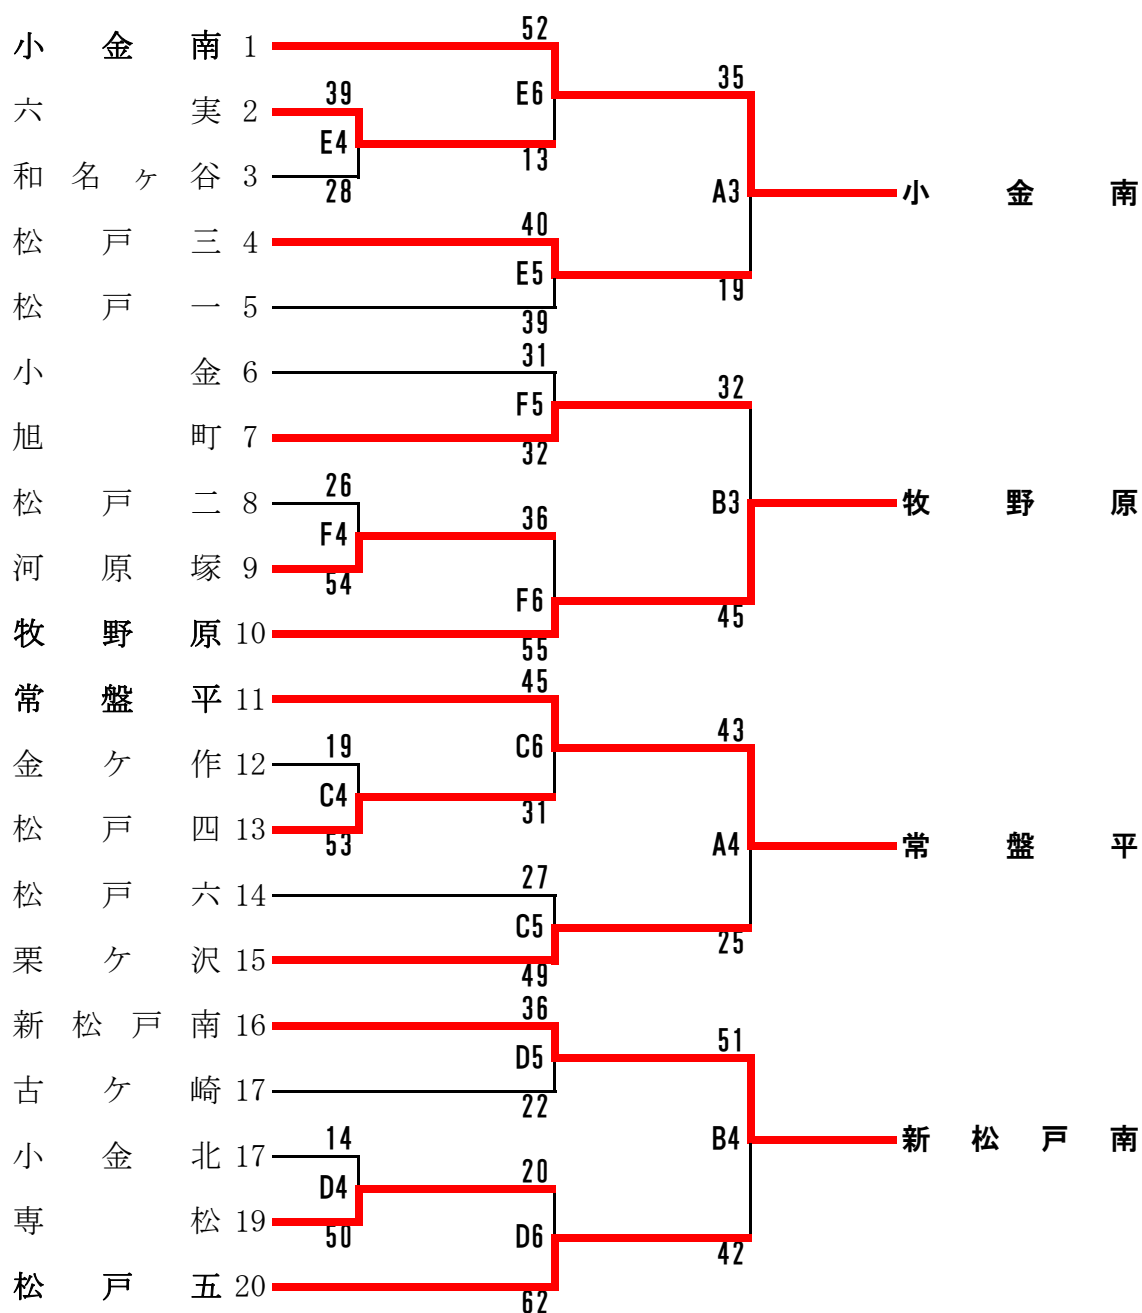 小金南 1
52
六実 2
39
E4
E6
35
和名ヶ谷 3
28
13
A3
小金南
松戸三 4
40
E5
19
松戸一 5
39
小金 6
31
F5
32
旭町 7
32
松戸二 8
26
F4
36
B3
牧野原
河原塚 9
54
F6
45
牧野原 10
55
常盤平 11
45
金ケ作 12
19
C4
C6
43
松戸四 13
53
31
A4
常盤平
松戸六 14
27
C5
25
栗ケ沢 15
49
新松戸南 16
36
D5
51
古ケ崎 17
22
小金北 17
14
D4
20
B4
新松戸南
専松 19
50
D6
42
松戸五 20
62